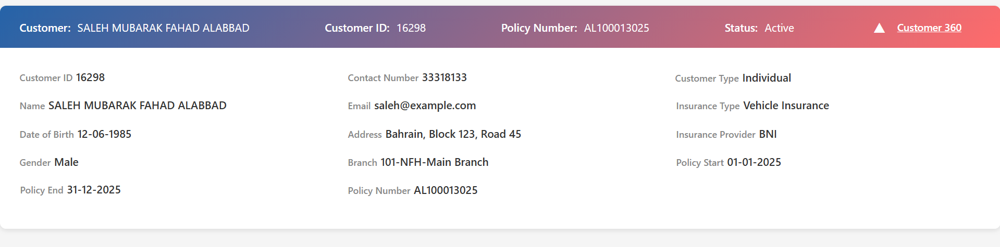 Customer: SALEH MUBARAK FAHAD ALABBAD Customer ID: 16298 Policy Number: AL100013025 Status: Active Customer 360
Customer ID 16298 Contact Number 33318133 Customer Type Individual
Name SALEH MUBARAK FAHAD ALABBAD Email saleh@example.com Insurance Type Vehicle Insurance
Date of Birth 12-06-1985 Address Bahrain, Block 123, Road 45 Insurance Provider BNI
Gender Male Branch 101-NFH-Main Branch Policy Start 01-01-2025
Policy End 31-12-2025 Policy Number AL100013025